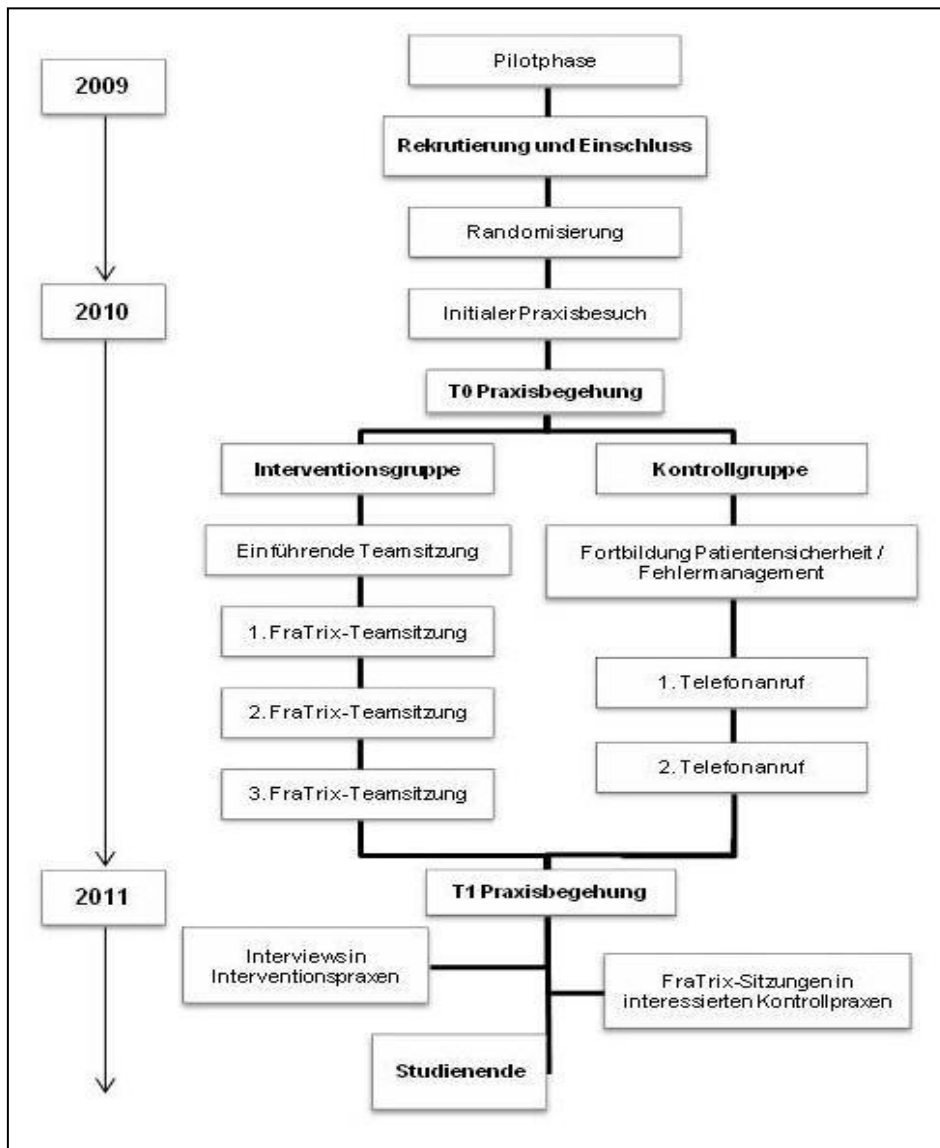 2009
Pilotphase
Rekrutierung und Einschluss
Randomisierung
2010
Initialer Praxisbesuch
T0 Praxisbegehung
Interventionsgruppe
Kontrollgruppe
Einführende Teamsitzung
Fortbildung Patientensicherheit /
Fehlermanagement
1. FraTrix-Teamsitzung
1. Telefonanruf
2. FraTrix-Teamsitzung
2. Telefonanruf
3. FraTrix-Teamsitzung
2011
T1 Praxisbegehung
Interviews in
Interventionspraxen
FraTrix-Sitzungen in
interessierten Kontrollpraxen
Studienende